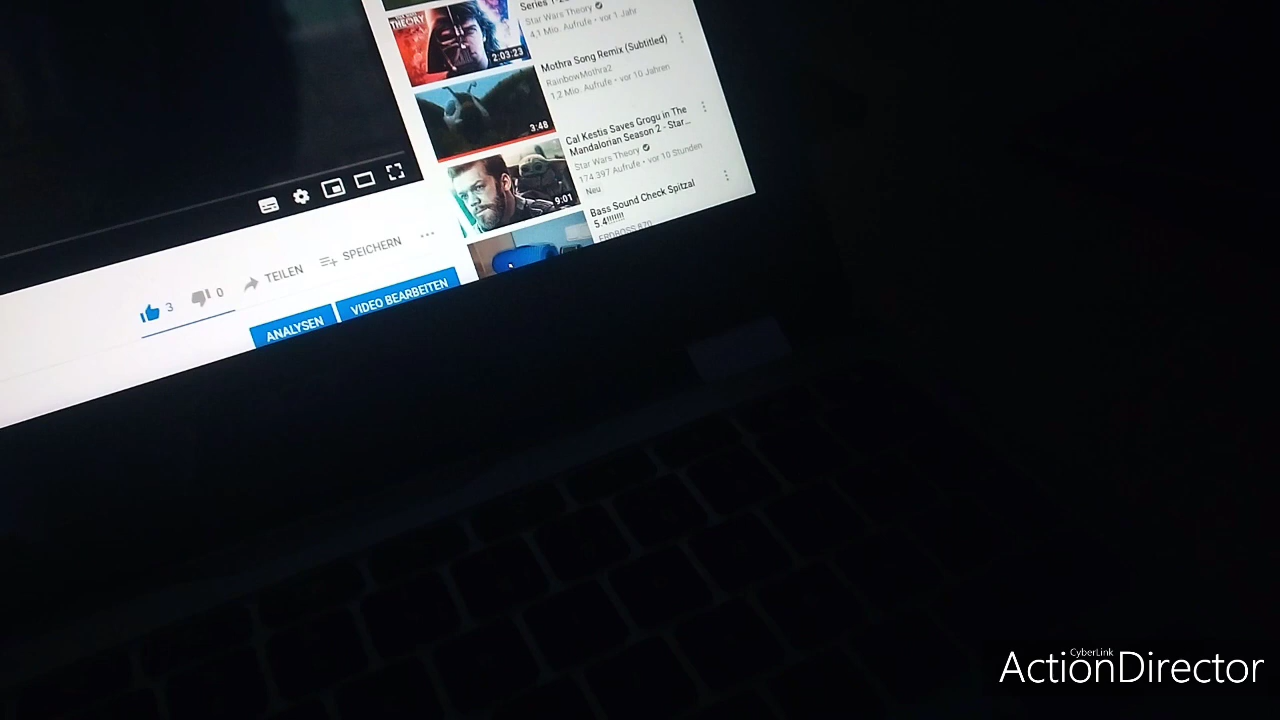 THEORY
2:03:23
Star Wars Theory
4,1 Mio. Aufrufe • vor 1 Jahr
3:48
Mothra Song Remix (Subtitled)
RainbowMothra2
1,2 Mio. Aufrufe • vor 10 Jahren
9:01
Cal Kestis Saves Grogu in The
Mandalorian Season 2 - Star...
Star Wars Theory
174.397 Aufrufe • vor 10 Stunden
Neu
Bass Sound Check Spitzal
5.4!!!!!!!
3
0
TEILEN
SPEICHERN
ANALYSEN
VIDEO BEARBEITEN
CyberLink
ActionDirector